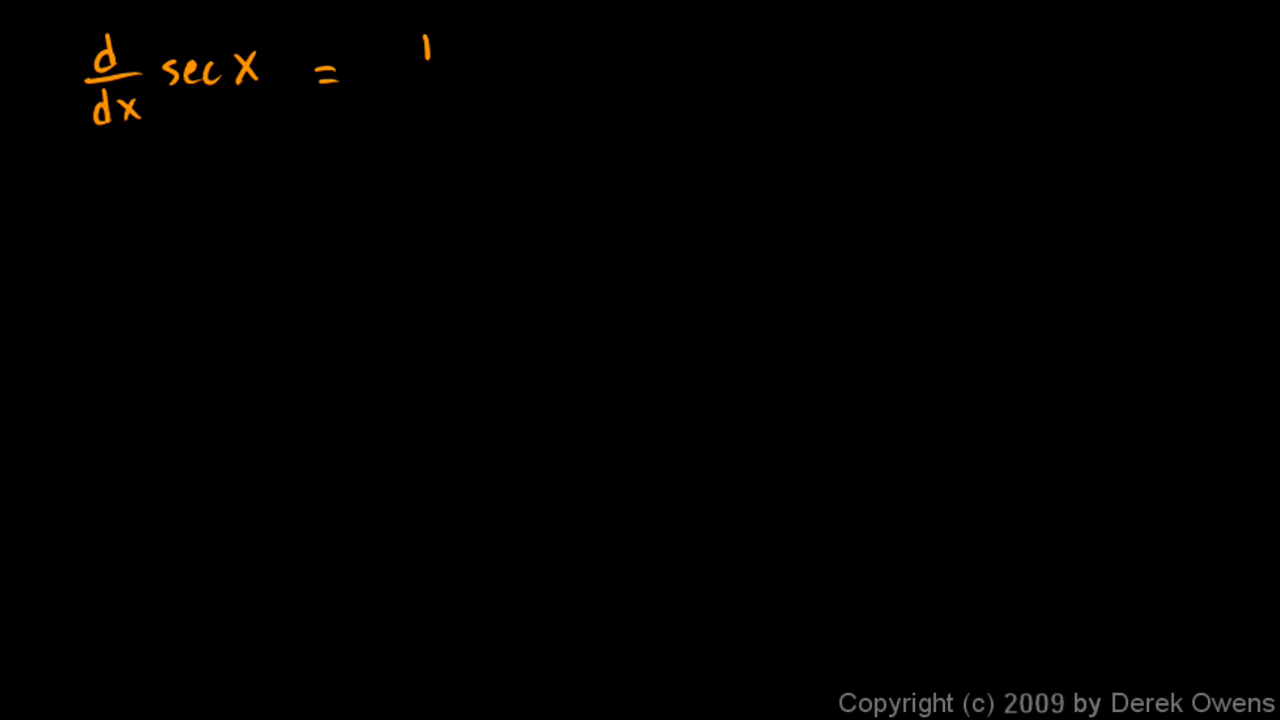 d/dx sec x = 1
Copyright (c) 2009 by Derek Owens